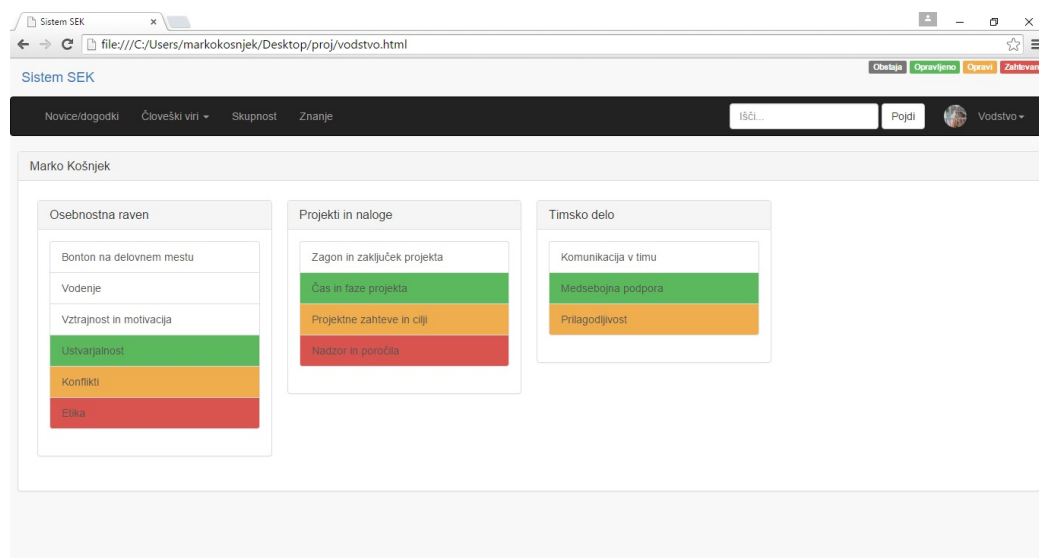 Sistem SEK
file:///C:/Users/markokosnjek/Desktop/proj/vodstvo.html
Sistem SEK
Obstaja Opravljeno Opravi Zahtevan
Novice/dogodki Človeški viri Skupnost Znanje Išči... Pojdi Vodstvo
Marko Košnjek
Osebnostna raven Projekti in naloge Timsko delo
Bonton na delovnem mestu Zagon in zaključek projekta Komunikacija v timu
Vodenje Čas in faze projekta Medsebojna podpora
Vztrajnost in motivacija Projektne zahteve in cilji Prilagodljivost
Ustvarjalnost Nadzor in poročila
Konflikti
Etika